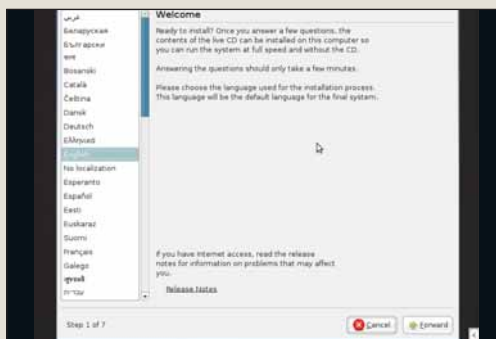 عربي
Беларуская
Български
বাংলা
Bosanski
Català
Čeština
Dansk
Deutsch
Ελληνικά
English
No localization
Esperanto
Español
Eesti
Euskaraz
Suomi
Français
Galego
ગુજરાતી
עברית
Welcome
Ready to install? Once you answer a few questions, the
contents of the live CD can be installed on this computer so
you can run the system at full speed and without the CD.
Answering the questions should only take a few minutes.
Please choose the language used for the installation process.
This language will be the default language for the final system.
If you have Internet access, read the release
notes for information on problems that may affect
you.
Release Notes
Step 1 of 7
Cancel
Forward